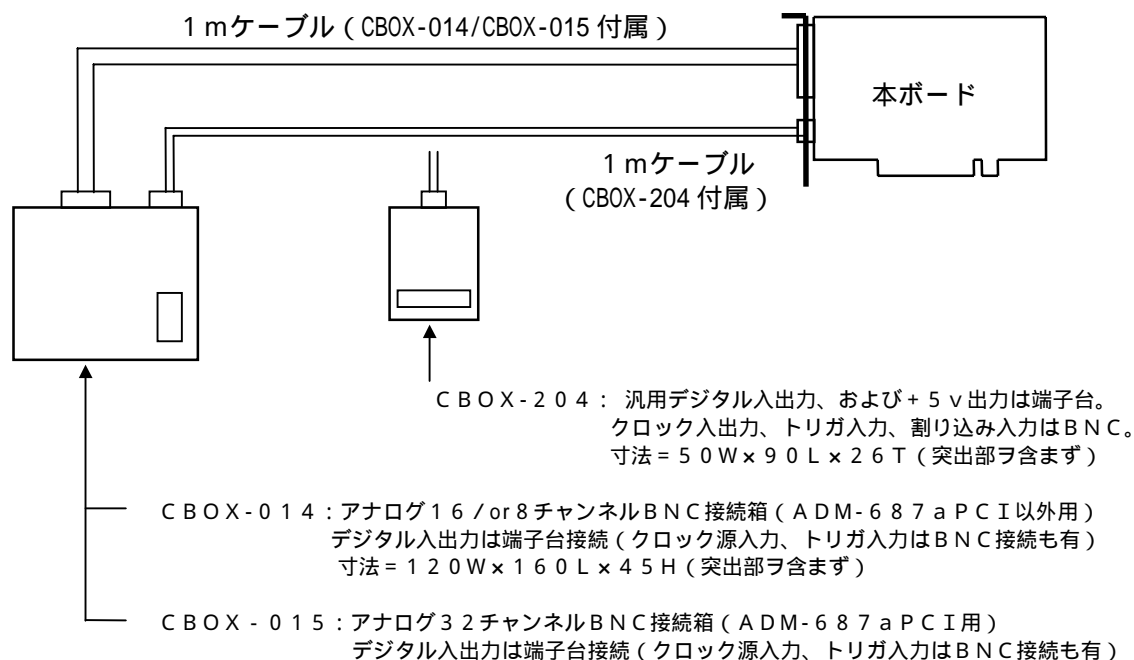 1mケーブル(CBOX-014/CBOX-015 付属)
本ボード
1mケーブル
(CBOX-204 付属)
CBOX-204: 汎用デジタル入出力、および+5v出力は端子台。
クロック入出力、トリガ入力、割り込み入力はBNC。
寸法=50W×90L×26T(突出部ヲ含まず)
CBOX-014:アナログ16/or8チャンネルBNC接続箱(ADM-687aPCI以外用)
デジタル入出力は端子台接続(クロック源入力、トリガ入力はBNC接続も有)
寸法=120W×160L×45H(突出部ヲ含まず)
CBOX-015:アナログ32チャンネルBNC接続箱(ADM-687aPCI用)
デジタル入出力は端子台接続(クロック源入力、トリガ入力はBNC接続も有)